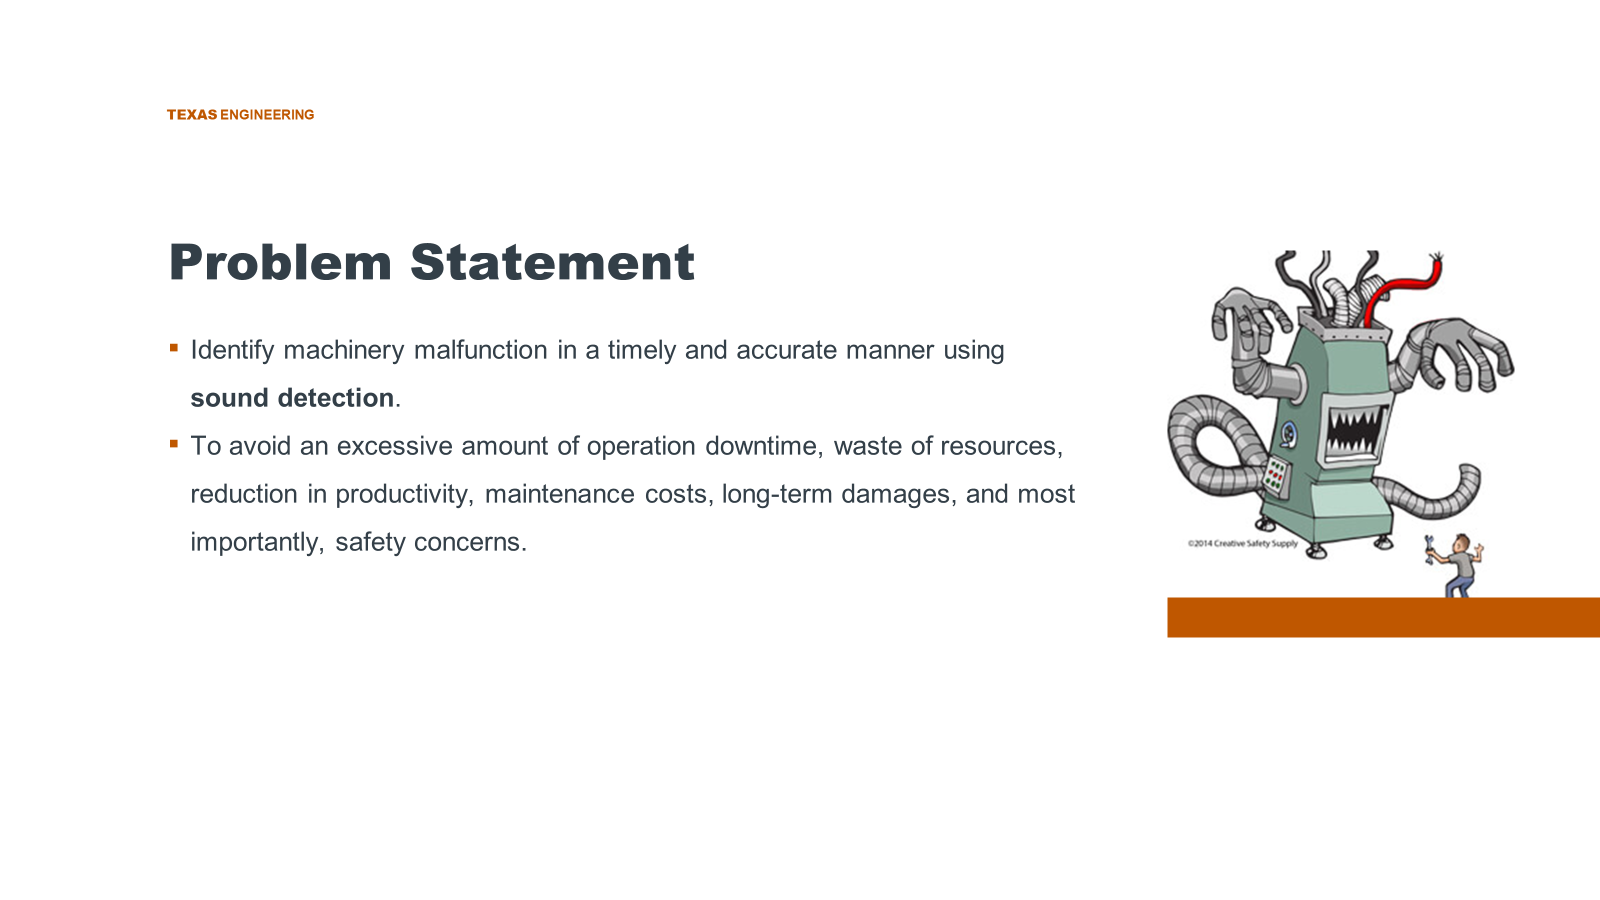 TEXAS ENGINEERING
Problem Statement
▪ Identify machinery malfunction in a timely and accurate manner using
sound detection.
▪ To avoid an excessive amount of operation downtime, waste of resources,
reduction in productivity, maintenance costs, long-term damages, and most
importantly, safety concerns.
©2014 Creative Safety Supply